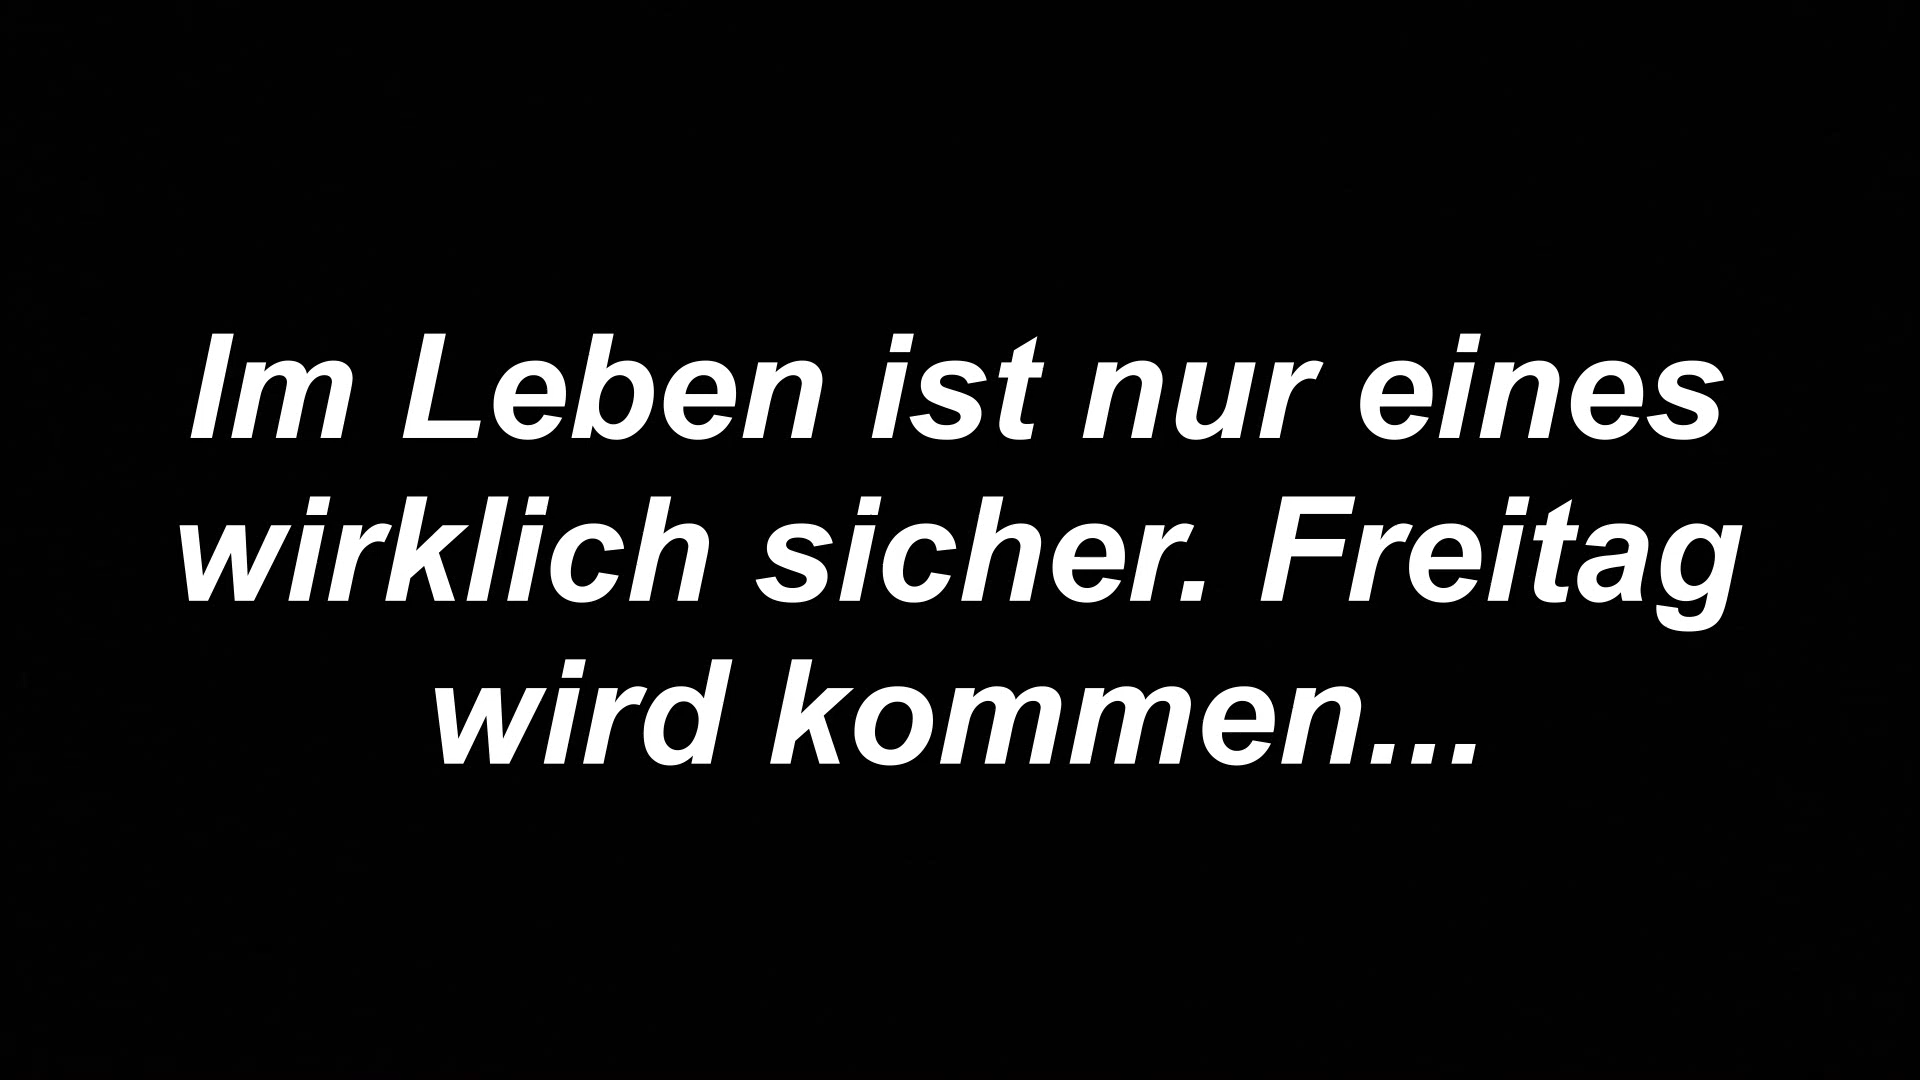 Im Leben ist nur eines
wirklich sicher. Freitag
wird kommen...